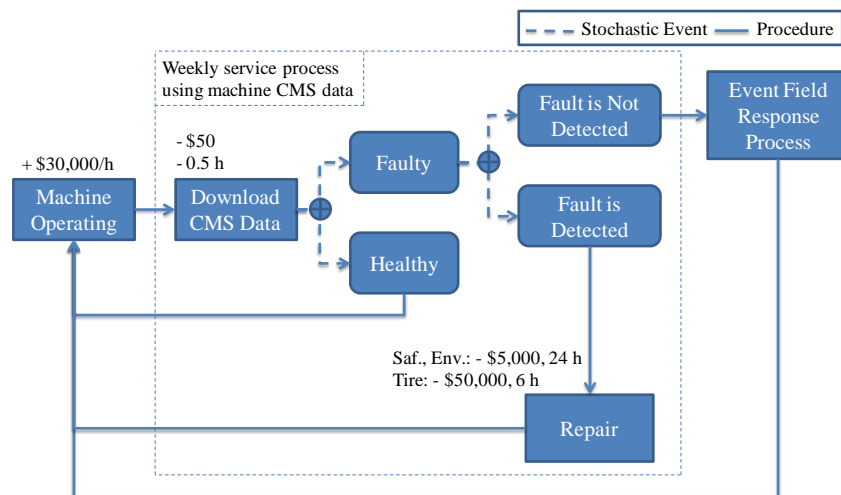 Stochastic Event
Procedure
Weekly service process
using machine CMS data
+ $30,000/h
Machine
Operating
- $50
- 0.5 h
Download
CMS Data
Faulty
Healthy
Fault is Not
Detected
Fault is
Detected
Event Field
Response
Process
Saf., Env.: - $5,000, 24 h
Tire: - $50,000, 6 h
Repair